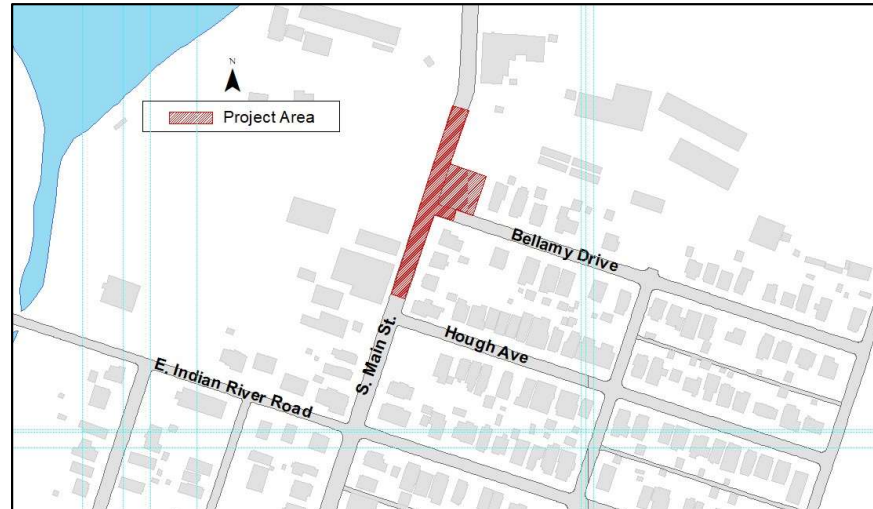 N
Project Area
Bellamy Drive
Hough Ave
S. Main St.
E. Indian River Road